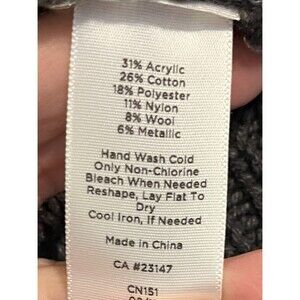 31% Acrylic
26% Cotton
18% Polyester
11% Nylon
8% Wool
6% Metallic
Hand Wash Cold
Only Non-Chlorine
Bleach When Needed
Reshape, Lay Flat To
Dry
Cool Iron, If Needed
Made in China
CA #23147
CN151